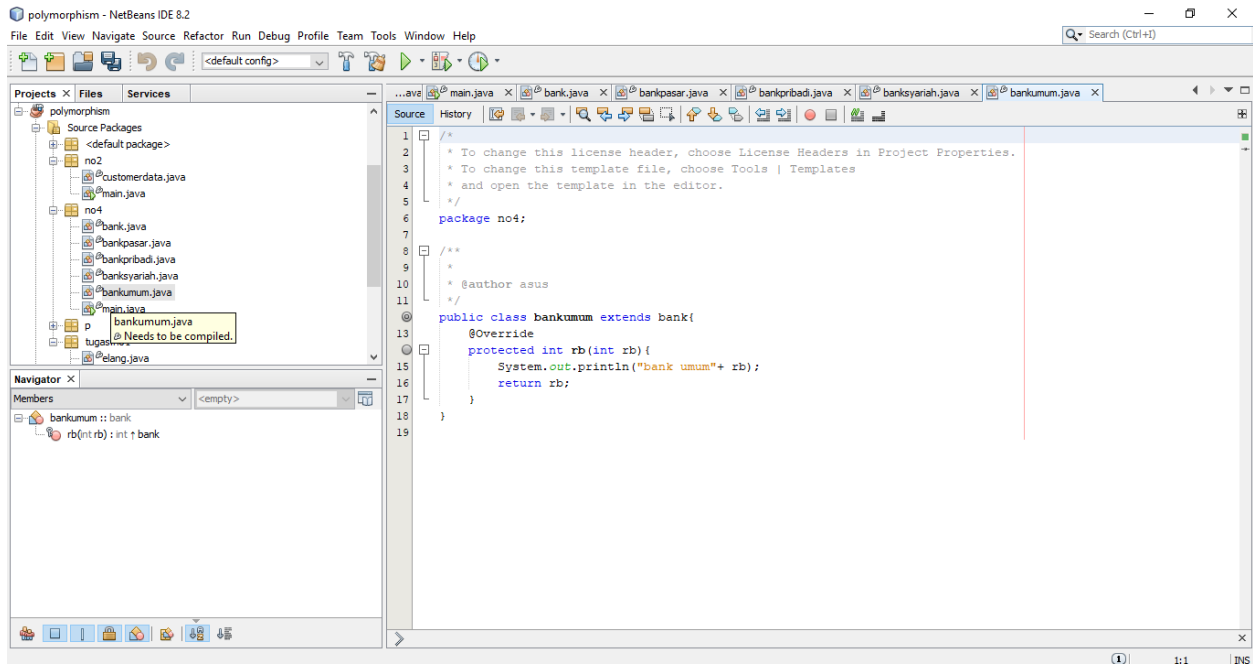 polymorphism - NetBeans IDE 8.2
File Edit View Navigate Source Refactor Run Debug Profile Team Tools Window Help
Search (Ctrl+I)
<default config>
Projects Files Services
polymorphism
Source Packages
<default package>
no2
customerdata.java
main.java
no4
bank.java
bankpasar.java
bankpribadi.java
banksyariah.java
bankumum.java
main.java
p
bankumum.java
Needs to be compiled.
elang.java
Navigator
Members <empty>
bankumum :: bank
rb(int rb) : int ↑ bank
...ava main.java bank.java bankpasar.java bankpribadi.java banksyariah.java bankumum.java
Source History
1 /*
2 * To change this license header, choose License Headers in Project Properties.
3 * To change this template file, choose Tools | Templates
4 * and open the template in the editor.
5 */
6 package no4;
7
8 /**
9 *
10 * @author asus
11 */
public class bankumum extends bank{
13 @Override
protected int rb(int rb){
15 System.out.println("bank umum"+ rb);
16 return rb;
17 }
18 }
19
1 1:1 INS